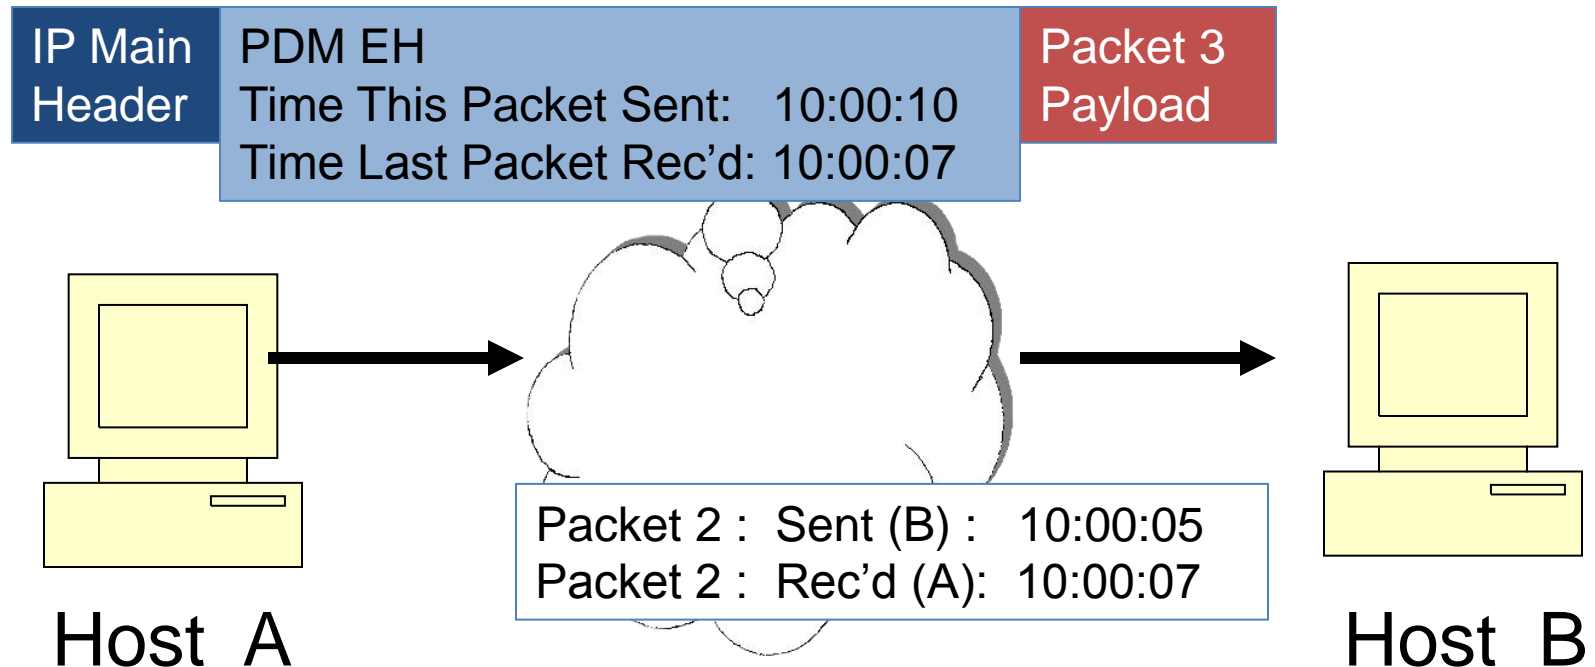 IP Main
Header
PDM EH
Time This Packet Sent: 10:00:10
Time Last Packet Rec’d: 10:00:07
Packet 3
Payload
Packet 2 : Sent (B) : 10:00:05
Packet 2 : Rec’d (A): 10:00:07
Host A
Host B